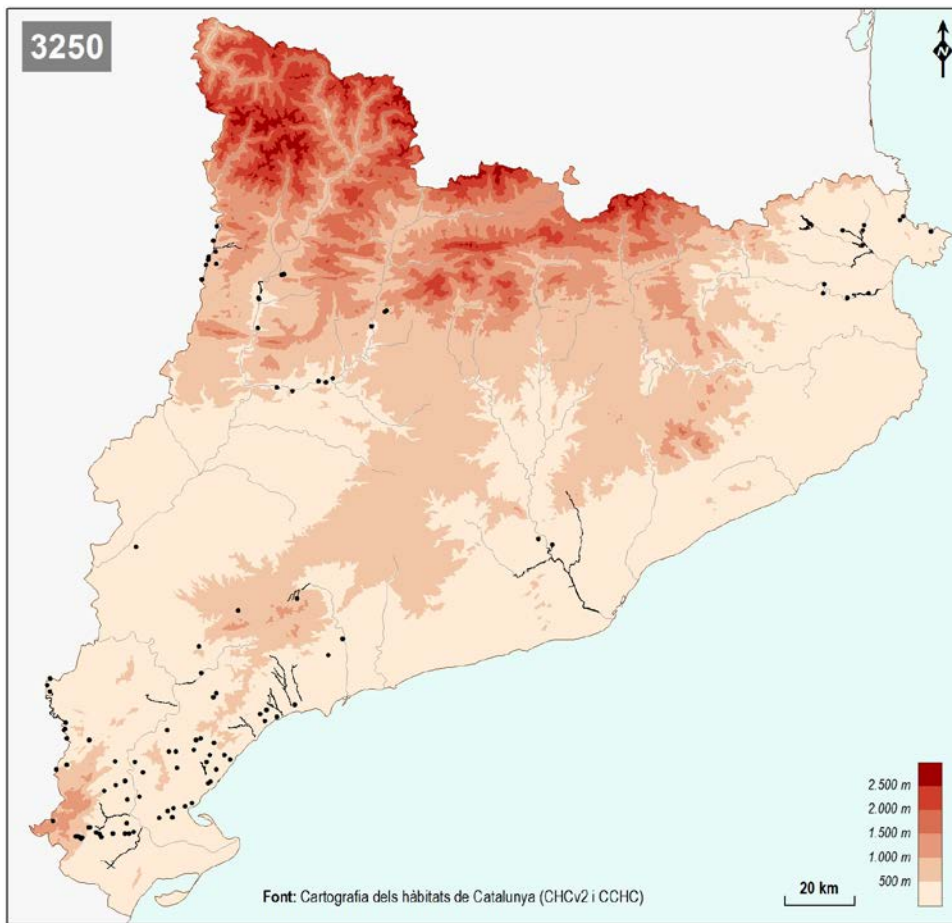 3250
N
2.500 m
2.000 m
1.500 m
1.000 m
500 m
20 km
Font: Cartografia dels hàbitats de Catalunya (CHCv2 i CCHC)